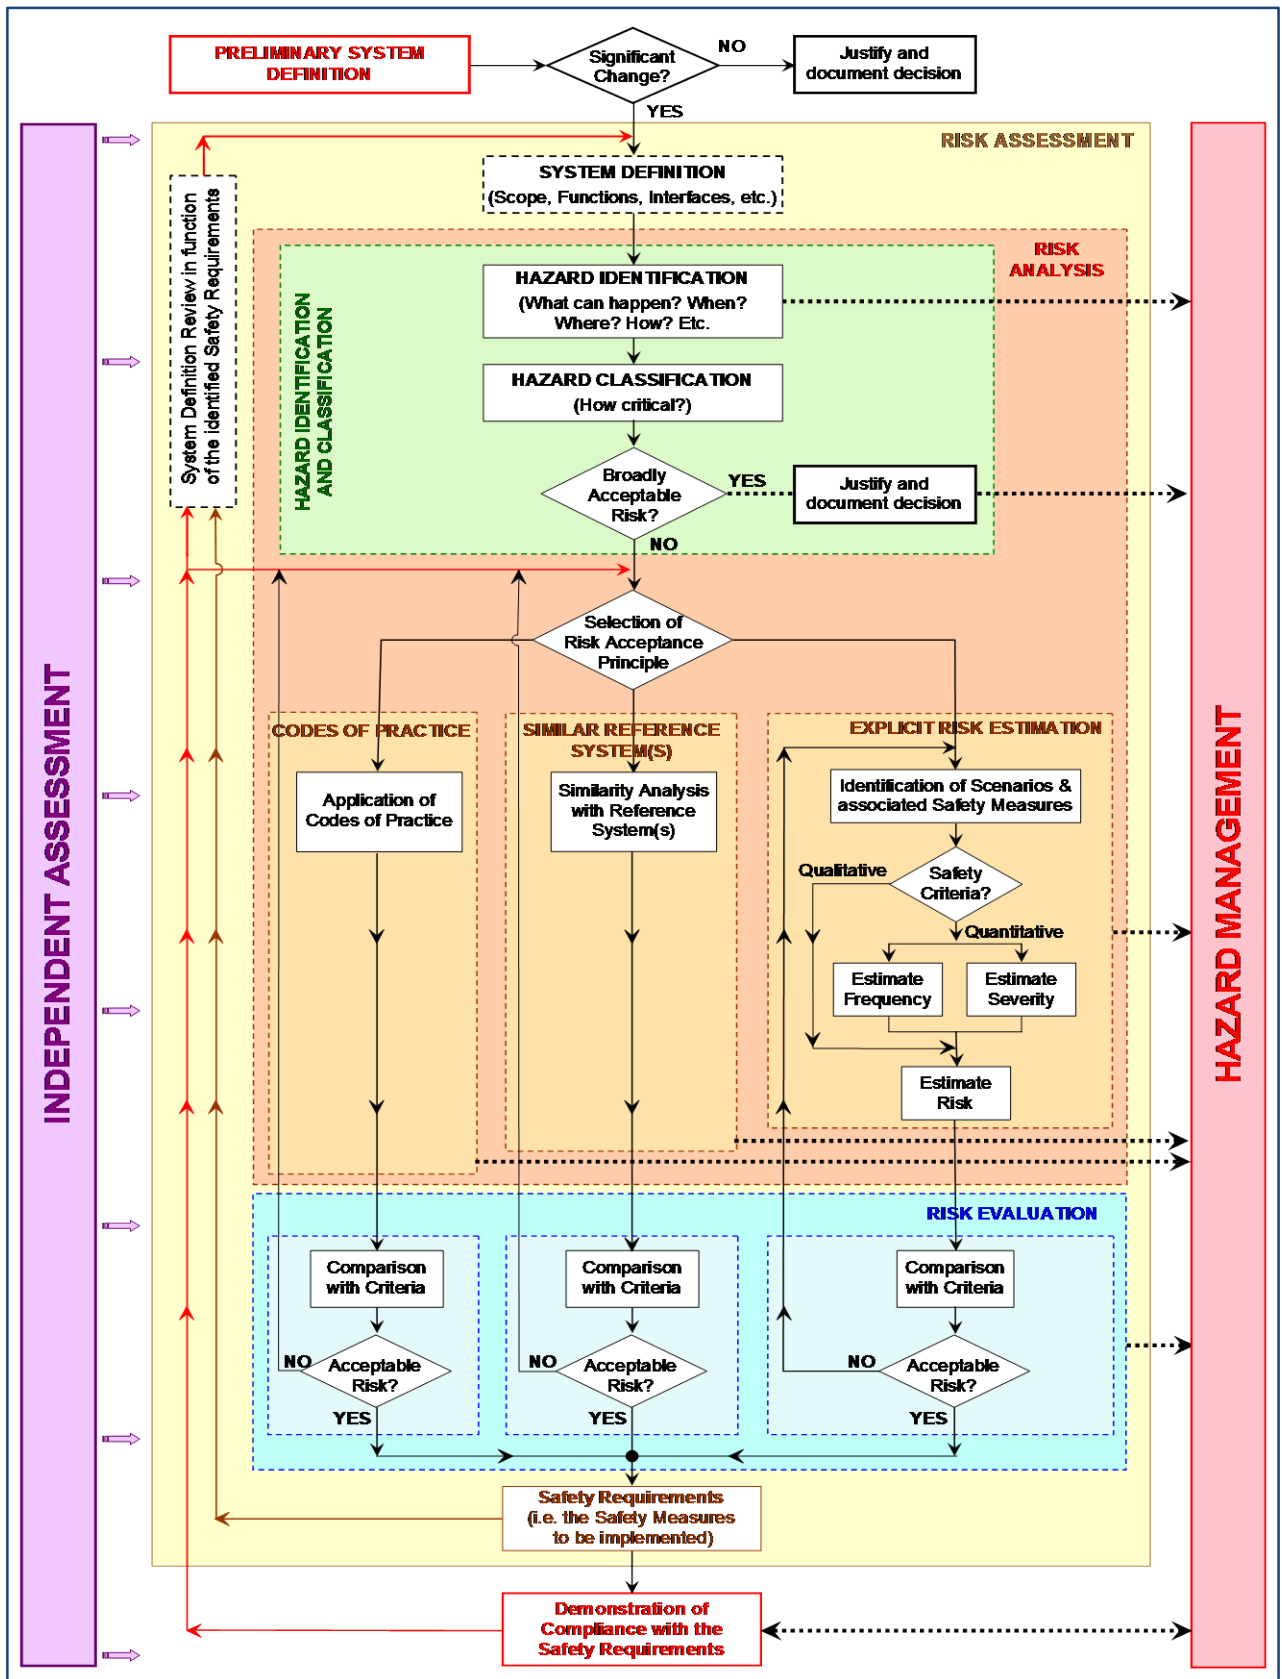 PRELIMINARY SYSTEM
DEFINITION
Significant
Change?
NO
Justify and
document decision
YES
RISK ASSESSMENT
SYSTEM DEFINITION
(Scope, Functions, Interfaces, etc.)
System Definition Review in function
of the identified Safety Requirements
RISK
ANALYSIS
HAZARD IDENTIFICATION
AND CLASSIFICATION
HAZARD IDENTIFICATION
(What can happen? When?
Where? How? Etc.
HAZARD CLASSIFICATION
(How critical?)
Broadly
Acceptable
Risk?
YES
Justify and
document decision
NO
Selection of
Risk Acceptance
Principle
INDEPENDENT ASSESSMENT
HAZARD MANAGEMENT
CODES OF PRACTICE
Application of
Codes of Practice
SIMILAR REFERENCE
SYSTEM(S)
Similarity Analysis
with Reference
System(s)
EXPLICIT RISK ESTIMATION
Identification of Scenarios &
associated Safety Measures
Qualitative
Safety
Criteria?
Quantitative
Estimate
Frequency
Estimate
Severity
Estimate
Risk
RISK EVALUATION
Comparison
with Criteria
NO
Acceptable
Risk?
YES
Comparison
with Criteria
NO
Acceptable
Risk?
YES
Comparison
with Criteria
NO
Acceptable
Risk?
YES
Safety Requirements
(i.e. the Safety Measures
to be implemented)
Demonstration of
Compliance with the
Safety Requirements